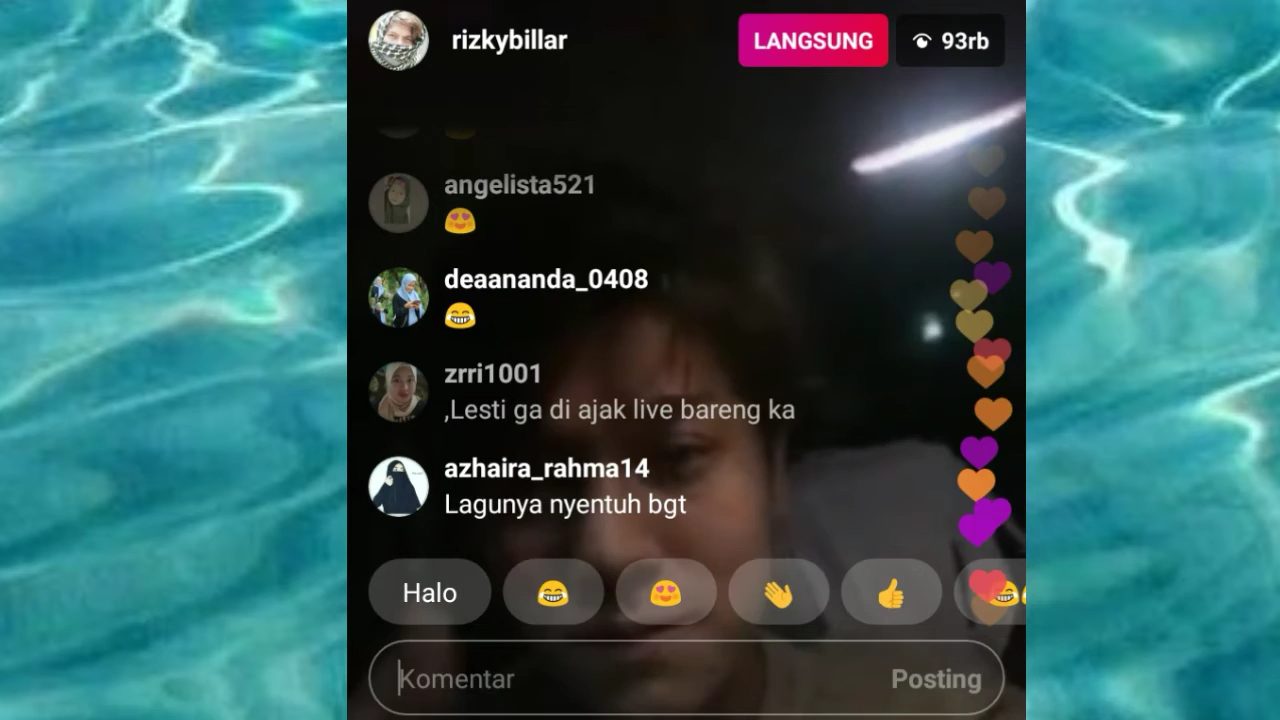 rizkybillar
LANGSUNG
93rb
angelista521
😍
deaananda_0408
😂
zrri1001
,Lesti ga di ajak live bareng ka
azhaira_rahma14
Lagunya nyentuh bgt
Halo 😂 😍 👋 👍 😂
Komentar
Posting